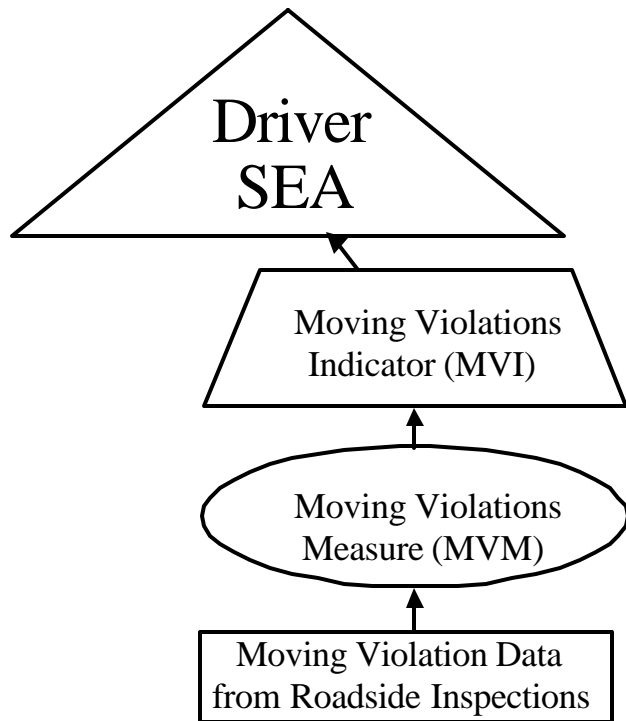 Driver
SEA
Moving Violations
Indicator (MVI)
Moving Violations
Measure (MVM)
Moving Violation Data
from Roadside Inspections